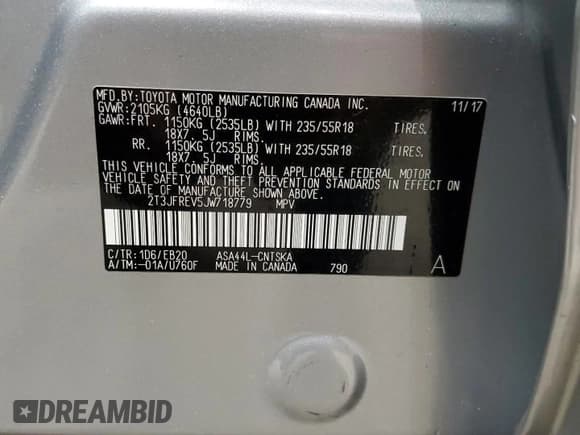 MFD. BY: TOYOTA MOTOR MANUFACTURING CANADA INC. 11/17
GVWR: 2105KG (4640LB)
GAWR: FRT. 1150KG (2535LB) WITH 235/55R18 TIRES.
18X7. 5J RIMS.
RR. 1150KG (2535LB) WITH 235/55R18 TIRES.
18X7. 5J RIMS.
THIS VEHICLE CONFORMS TO ALL APPLICABLE FEDERAL MOTOR
VEHICLE SAFETY AND THEFT PREVENTION STANDARDS IN EFFECT
ON THE DATE OF MANUFACTURE SHOWN ABOVE.
2T3JFREV5JW718779 MPV
C/TR: 1D6/EB20 ASA44L-CNTSKA
A/TM: -01A/U760F MADE IN CANADA 790 A
DREAMBID